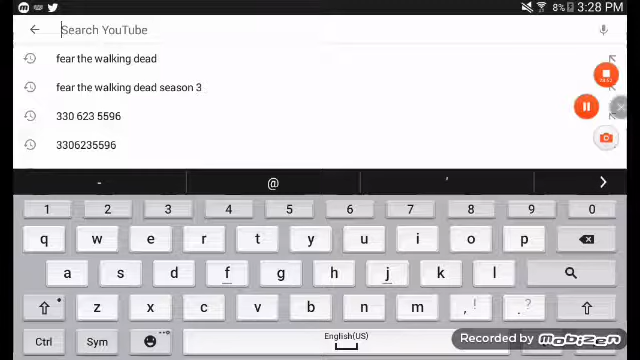 8% 3:28 PM
Search YouTube
fear the walking dead
fear the walking dead season 3
330 623 5596
3306235596
- @ '
1 2 3 4 5 6 7 8 9 0
q w e r t y u i o p
a s d f g h j k l
z x c v b n m , ! . ?
Ctrl Sym English(US)
Recorded by Mobizen